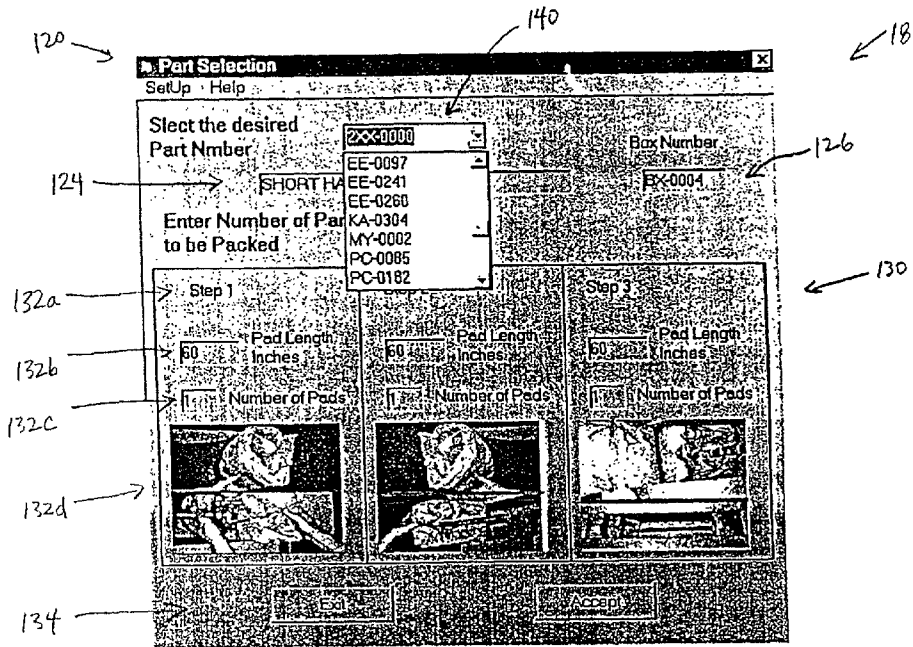 140
120
18
Part Selection
SetUp Help
Slect the desired
Part Nmber
2XX-0000
Box Number
126
124
SHORT HA
BX-0004
EE-0097
EE-0241
EE-0260
KA-0304
MY-0002
PC-0085
PC-0182
Enter Number of Par
to be Packed
130
132a
Step 1
Step 3
132b
60 Pad Length
Inches
60 Pad Length
Inches
60 Pad Length
Inches
132c
1 Number of Pads
1 Number of Pads
1 Number of Pads
132d
134
Exit
Accept